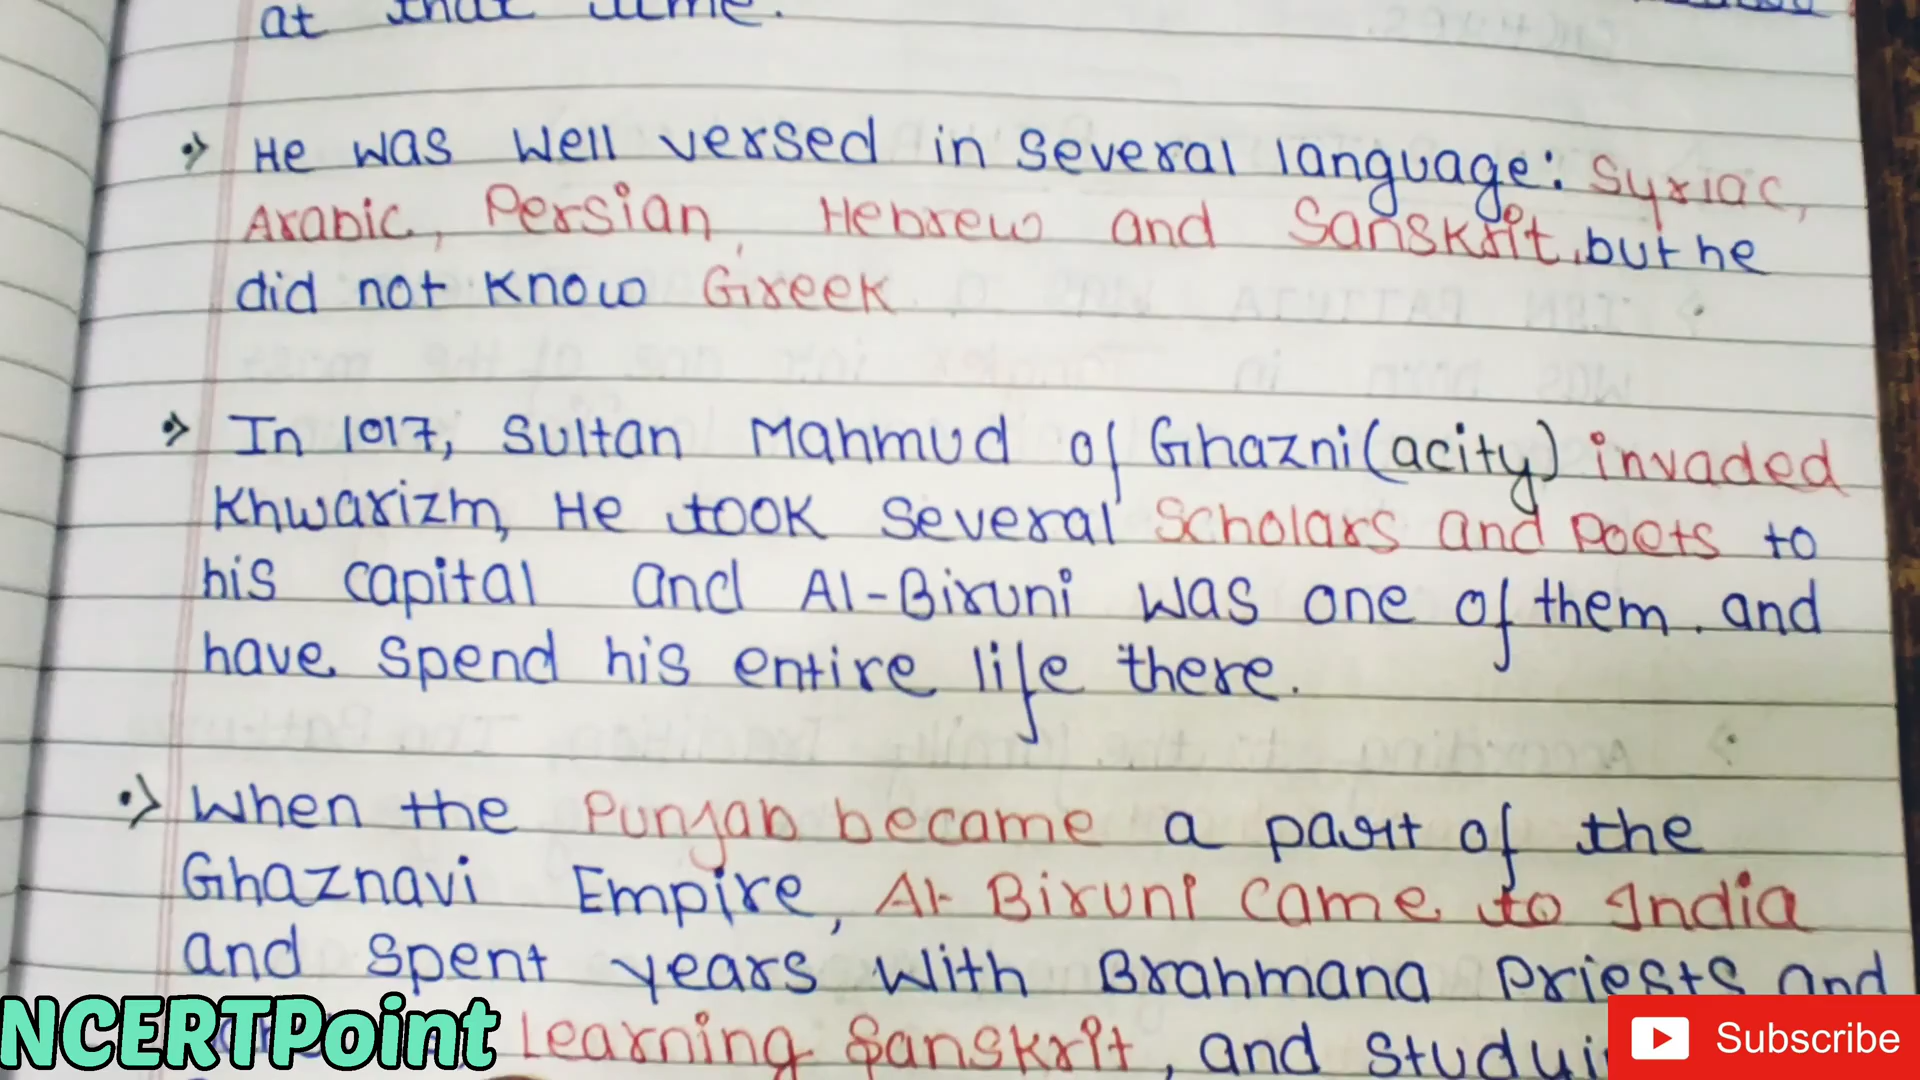 at that time.
•> He was well versed in several language: Syriac,
Arabic, Persian, Hebrew and Sanskrit, but he
did not know Greek
•> In 1017, Sultan Mahmud of Ghazni (acity) invaded
Khwarizm, He took several Scholars and Poets to
his capital and Al-Biruni was one of them. and
have spend his entire life there.
•> When the Punjab became a part of the
Ghaznavi Empire, Al-Biruni came to India
and spent years with Brahmana priests and
Learning Sanskrit, and
NCERTPoint
Subscribe